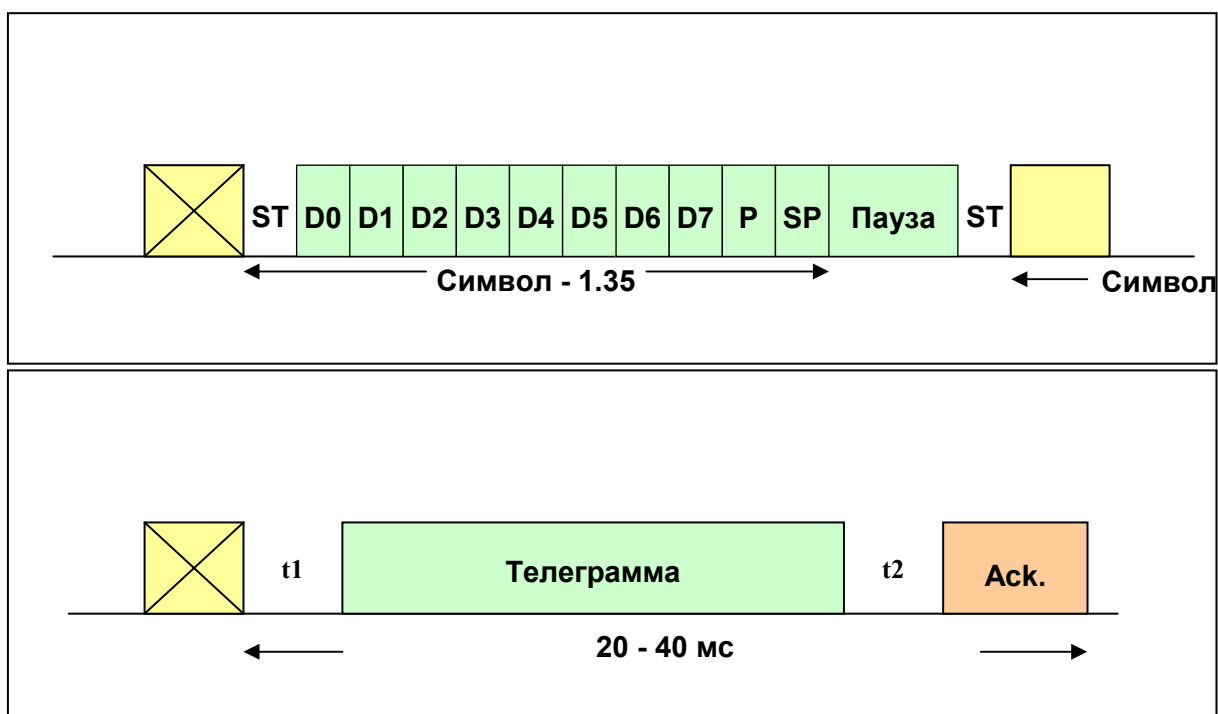 ST D0 D1 D2 D3 D4 D5 D6 D7 P SP Пауза ST
Символ - 1.35 Символ
t1 Телеграмма t2 Ack.
20 - 40 мс